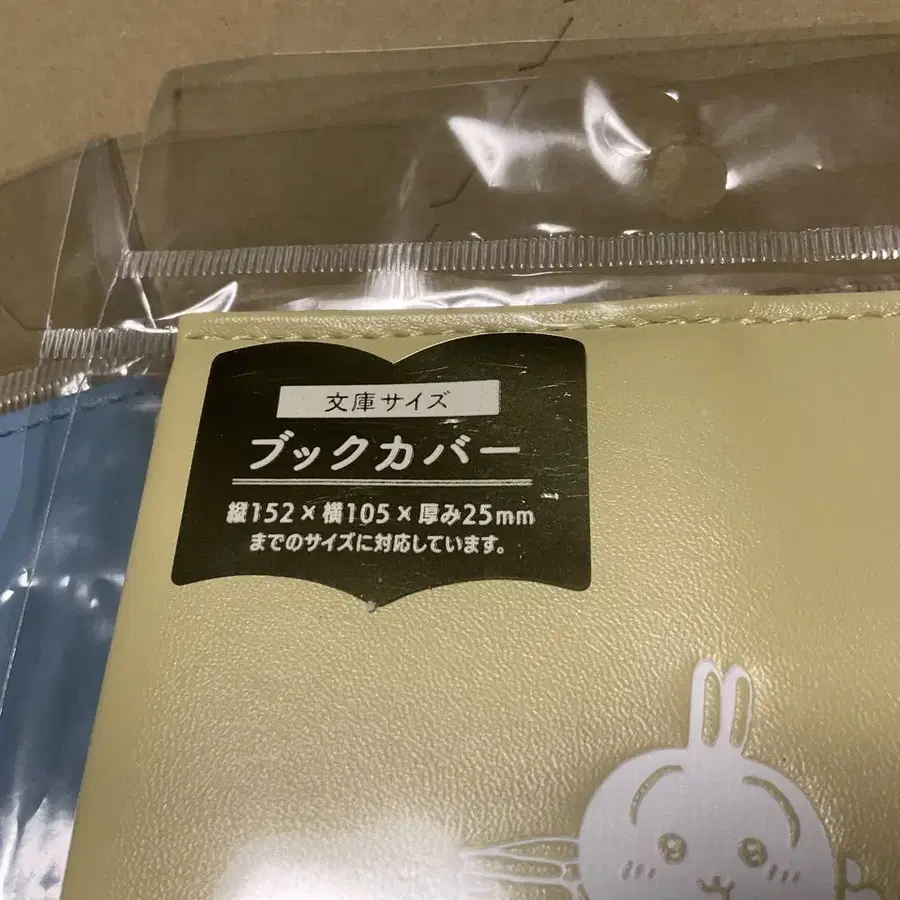 文庫サイズ
ブックカバー
縦152×横105×厚み25mm
までのサイズに対応しています。